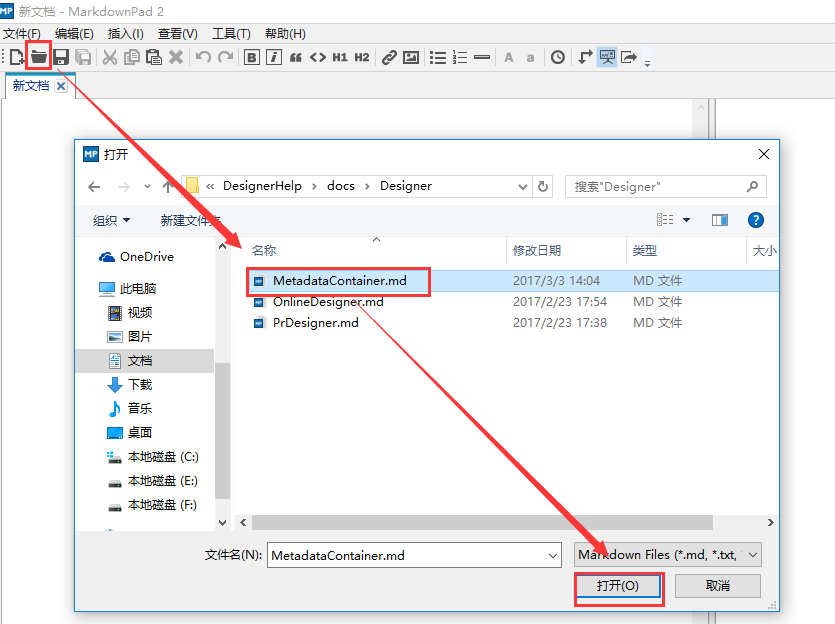 MP 新文档 - MarkdownPad 2
文件(F) 编辑(E) 插入(I) 查看(V) 工具(T) 帮助(H)
B i “ <> H1 H2 A a
新文档
MP 打开
« DesignerHelp › docs › Designer
搜索"Designer"
组织 新建文件夹
名称 修改日期 类型 大小
OneDrive
此电脑
视频
图片
文档
下载
音乐
桌面
本地磁盘 (C:)
本地磁盘 (E:)
本地磁盘 (F:)
MetadataContainer.md 2017/3/3 14:04 MD 文件
OnlineDesigner.md 2017/2/23 17:54 MD 文件
PrDesigner.md 2017/2/23 17:38 MD 文件
文件名(N): MetadataContainer.md Markdown Files (*.md, *.txt,
打开(O) 取消